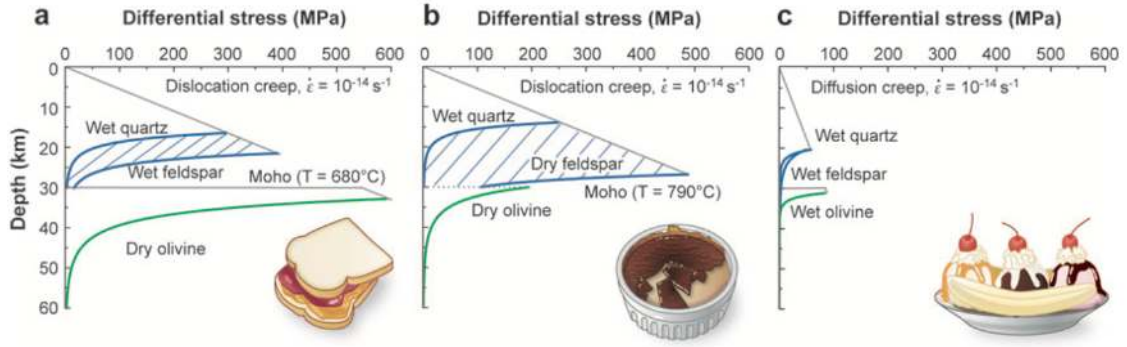 a
Differential stress (MPa)
0 100 200 300 400 500 600
Depth (km)
0
10
20
30
40
50
60
Dislocation creep, ε̇ = 10⁻¹⁴ s⁻¹
Wet quartz
Wet feldspar
Moho (T = 680°C)
Dry olivine
b
Differential stress (MPa)
0 100 200 300 400 500 600
Dislocation creep, ε̇ = 10⁻¹⁴ s⁻¹
Wet quartz
Dry feldspar
Moho (T = 790°C)
Dry olivine
c
Differential stress (MPa)
0 100 200 300 400 500 600
Diffusion creep, ε̇ = 10⁻¹⁴ s⁻¹
Wet quartz
Wet feldspar
Wet olivine